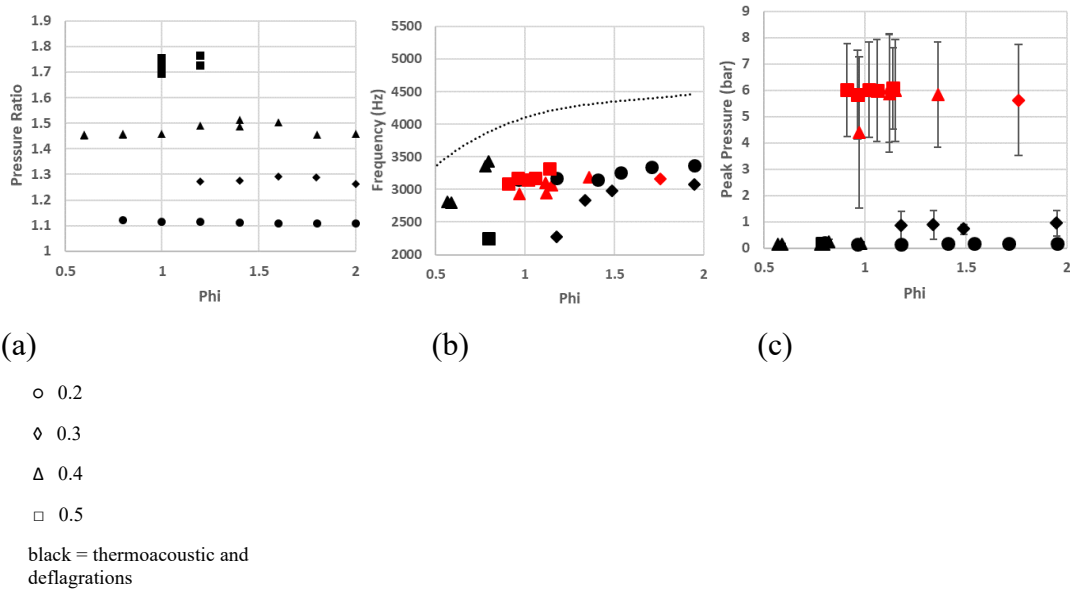 1.9
1.8
1.7
1.6
1.5
1.4
1.3
1.2
1.1
1
Pressure Ratio
0.5 1 1.5 2
Phi
5500
5000
4500
4000
3500
3000
2500
2000
Frequency (Hz)
0.5 1 1.5 2
Phi
9
8
7
6
5
4
3
2
1
0
Peak Pressure (bar)
0.5 1 1.5 2
Phi
(a) (b) (c)
0.2
0.3
0.4
0.5
black = thermoacoustic and
deflagrations